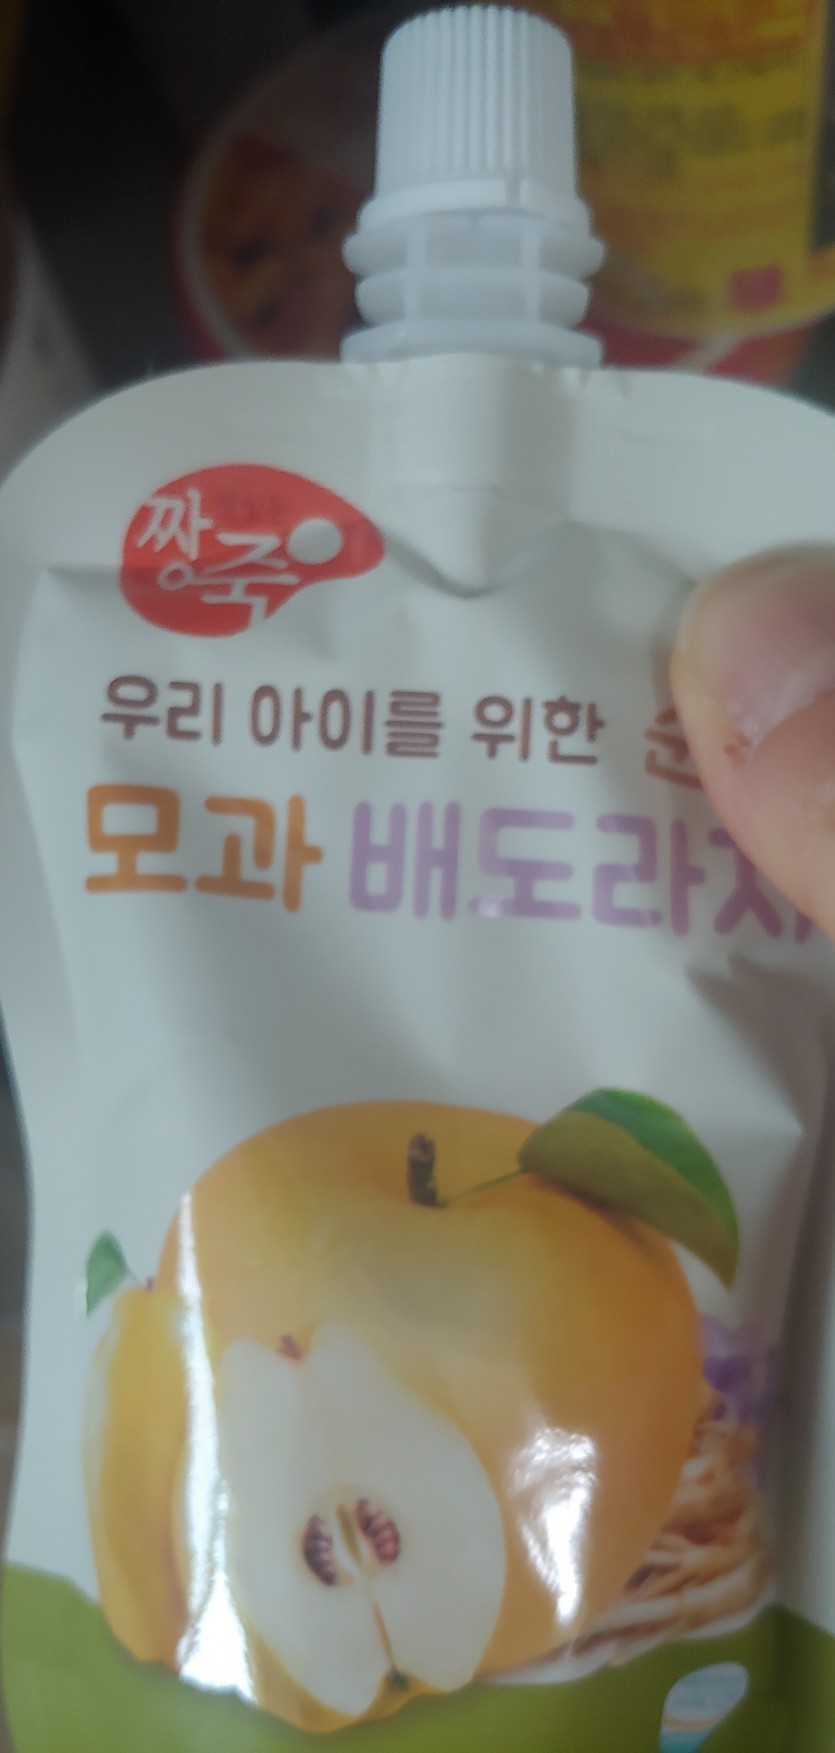 짱죽
우리 아이를 위한
모과 배도라지